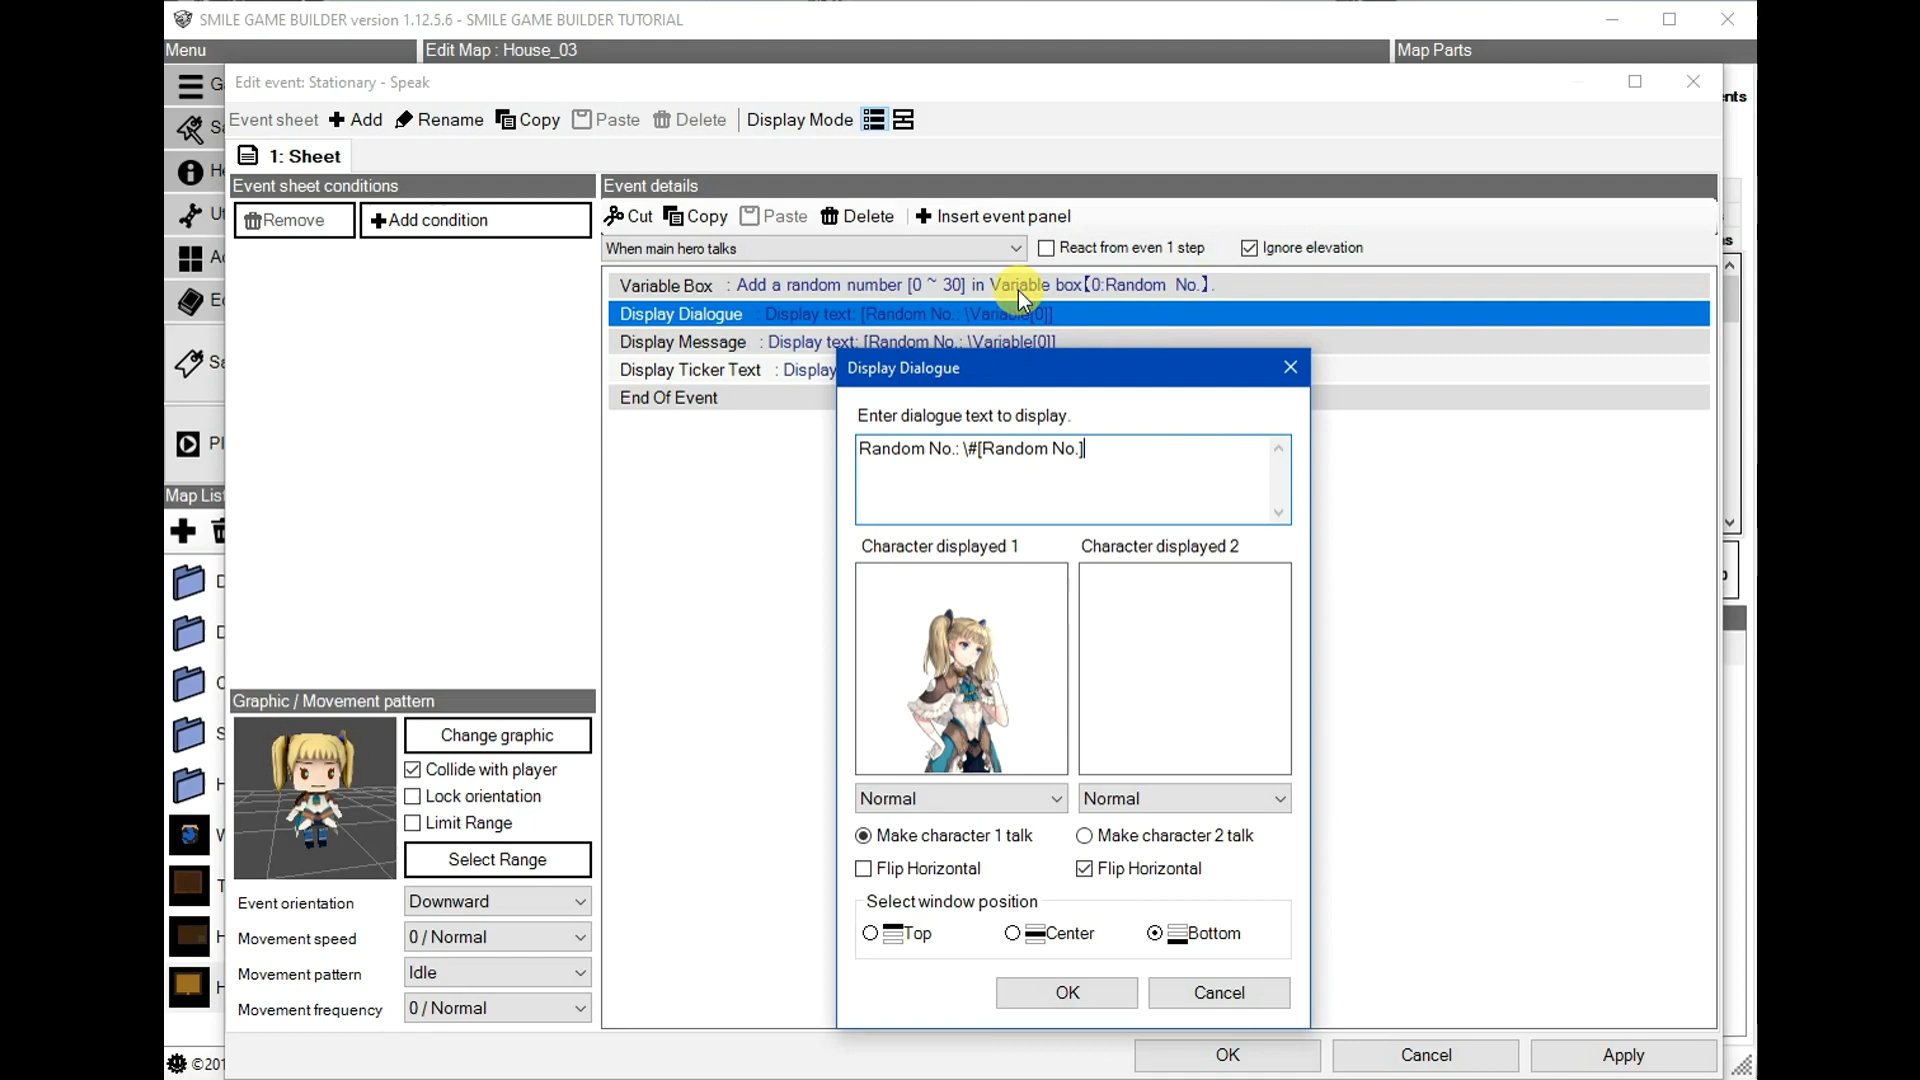 SMILE GAME BUILDER version 1.12.5.6 - SMILE GAME BUILDER TUTORIAL
Menu
Edit Map : House_03
Map Parts
Edit event: Stationary - Speak
Event sheet
Add
Rename
Copy
Paste
Delete
Display Mode
1: Sheet
Event sheet conditions
Remove
Add condition
Event details
Cut
Copy
Paste
Delete
Insert event panel
When main hero talks
React from even 1 step
Ignore elevation
Variable Box : Add a random number [0 ~ 30] in Variable box【0:Random No.】.
Display Dialogue : Display text: [Random No.: \Variable[0]]
Display Message : Display text: [Random No.: \Variable[0]]
Display Ticker Text : Display
End Of Event
Display Dialogue
Enter dialogue text to display.
Random No.: \#[Random No.]
Character displayed 1
Character displayed 2
Normal
Normal
Make character 1 talk
Make character 2 talk
Flip Horizontal
Flip Horizontal
Select window position
Top
Center
Bottom
OK
Cancel
Map Lis
Graphic / Movement pattern
Change graphic
Collide with player
Lock orientation
Limit Range
Select Range
Event orientation
Downward
Movement speed
0 / Normal
Movement pattern
Idle
Movement frequency
0 / Normal
OK
Cancel
Apply
©201